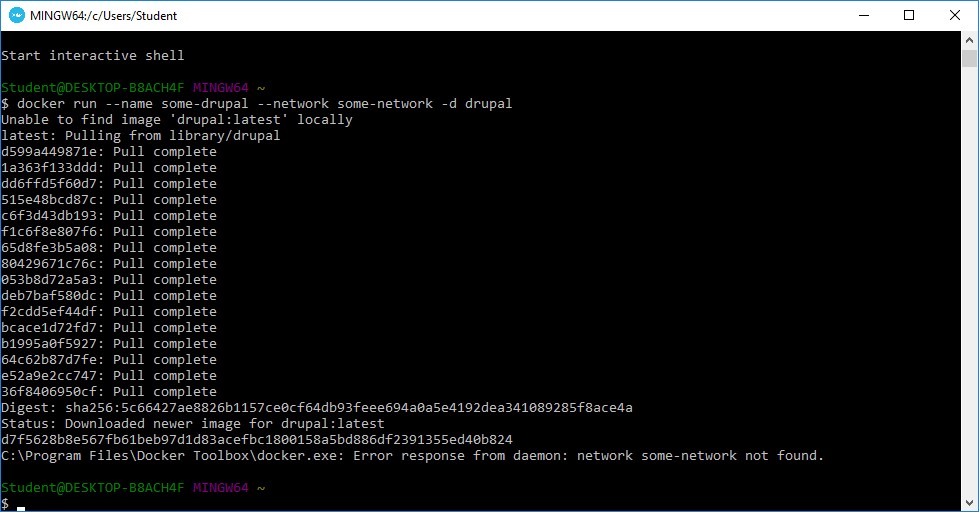 MINGW64:/c/Users/Student
Start interactive shell
Student@DESKTOP-B8ACH4F MINGW64 ~
$ docker run --name some-drupal --network some-network -d drupal
Unable to find image 'drupal:latest' locally
latest: Pulling from library/drupal
d599a449871e: Pull complete
1a363f133ddd: Pull complete
dd6ffd5f60d7: Pull complete
515e48bcd87c: Pull complete
c6f3d43db193: Pull complete
f1c6f8e807f6: Pull complete
65d8fe3b5a08: Pull complete
80429671c76c: Pull complete
053b8d72a5a3: Pull complete
deb7baf580dc: Pull complete
f2cdd5ef44df: Pull complete
bcace1d72fd7: Pull complete
b1995a0f5927: Pull complete
64c62b87d7fe: Pull complete
e52a9e2cc747: Pull complete
36f8406950cf: Pull complete
Digest: sha256:5c66427ae8826b1157ce0cf64db93feee694a0a5e4192dea341089285f8ace4a
Status: Downloaded newer image for drupal:latest
d7f5628b8e567fb61beb97d1d83acefbc1800158a5bd886df2391355ed40b824
C:\Program Files\Docker Toolbox\docker.exe: Error response from daemon: network some-network not found.
Student@DESKTOP-B8ACH4F MINGW64 ~
$